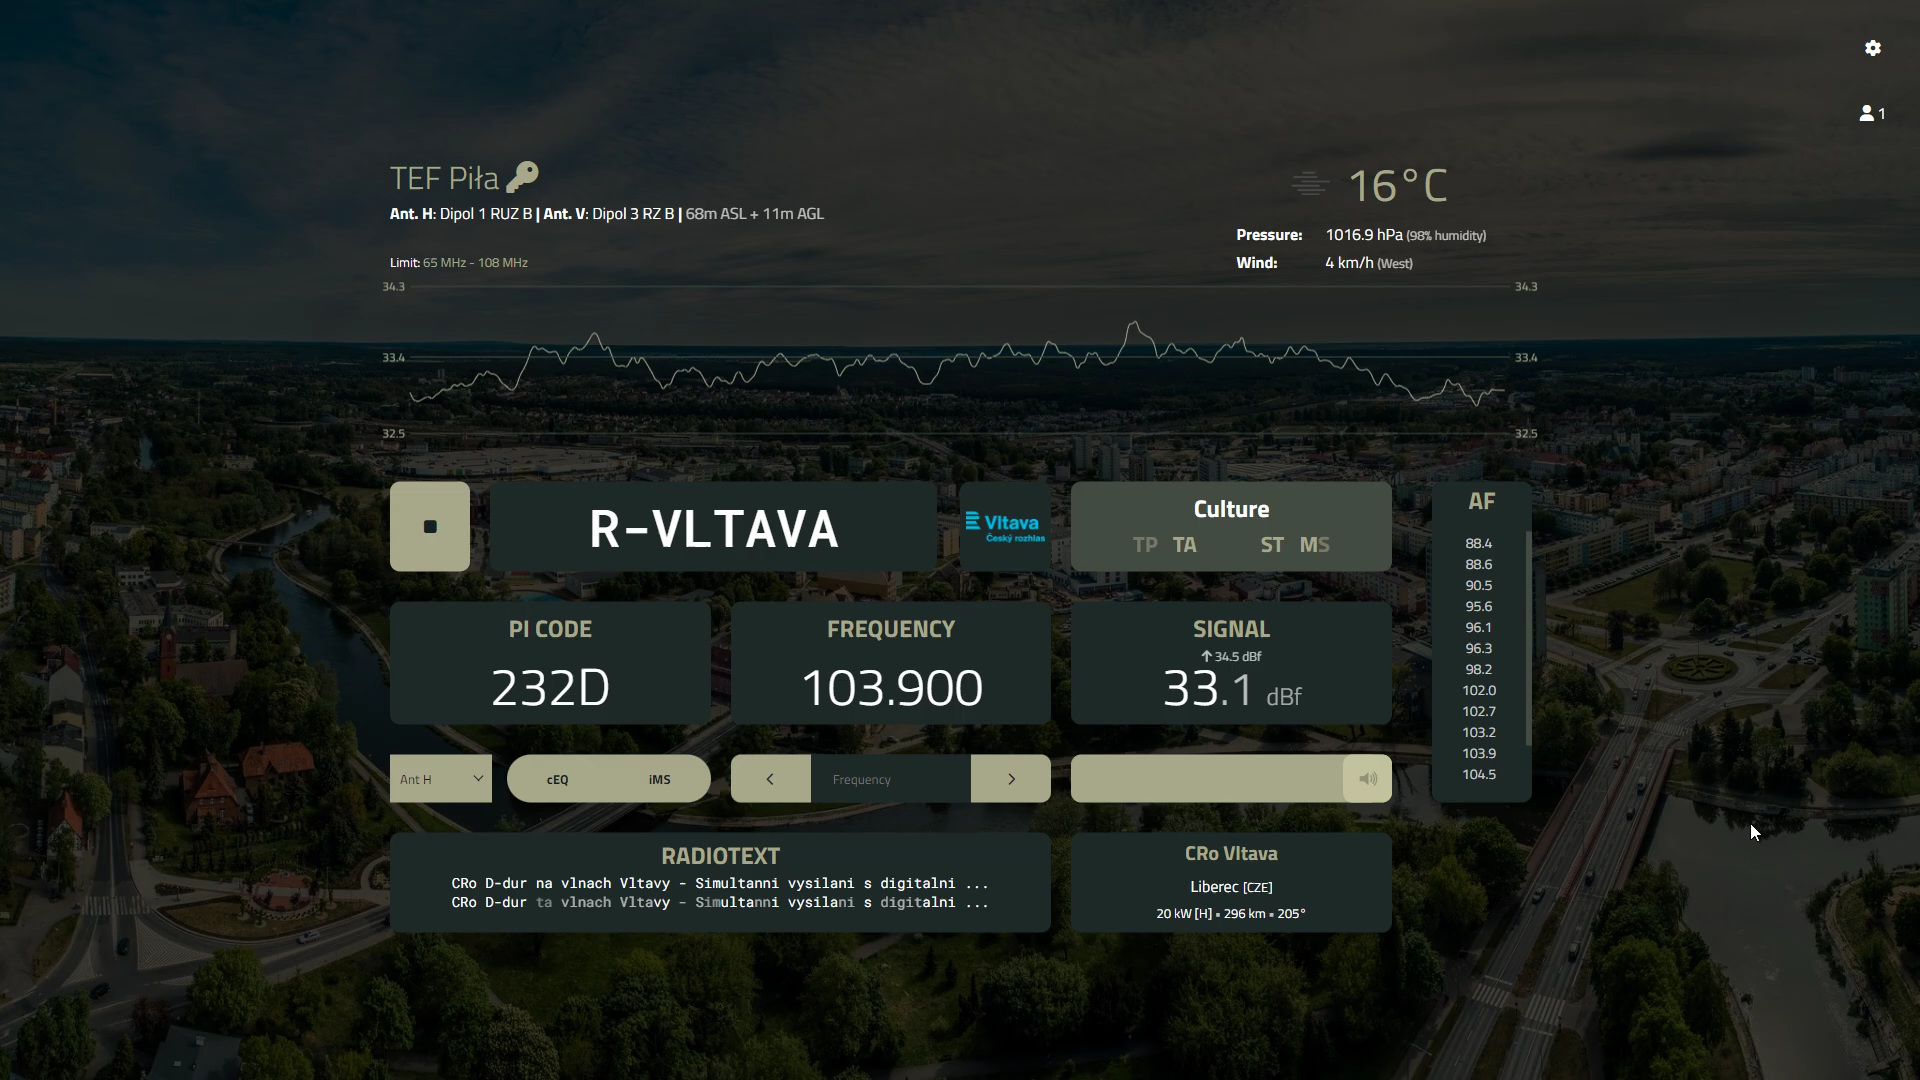 1
TEF Piła
Ant. H: Dipol 1 RUZ B | Ant. V: Dipol 3 RZ B | 68m ASL + 11m AGL
Limit: 65 MHz - 108 MHz
16°C
Pressure: 1016.9 hPa (98% humidity)
Wind: 4 km/h (West)
34.3 34.3
33.4 33.4
32.5 32.5
R-VLTAVA
Vltava
Český rozhlas
Culture
TP TA ST MS
PI CODE
232D
FREQUENCY
103.900
SIGNAL
34.5 dBf
33.1 dBf
AF
88.4
88.6
90.5
95.6
96.1
96.3
98.2
102.0
102.7
103.2
103.9
104.5
Ant H
cEQ iMS
Frequency
RADIOTEXT
CRo D-dur na vlnach Vltavy - Simultanni vysilani s digitalni ...
CRo D-dur ta vlnach Vltavy - Simultanni vysilani s digitalni ...
CRo Vltava
Liberec [CZE]
20 kW [H] • 296 km • 205°